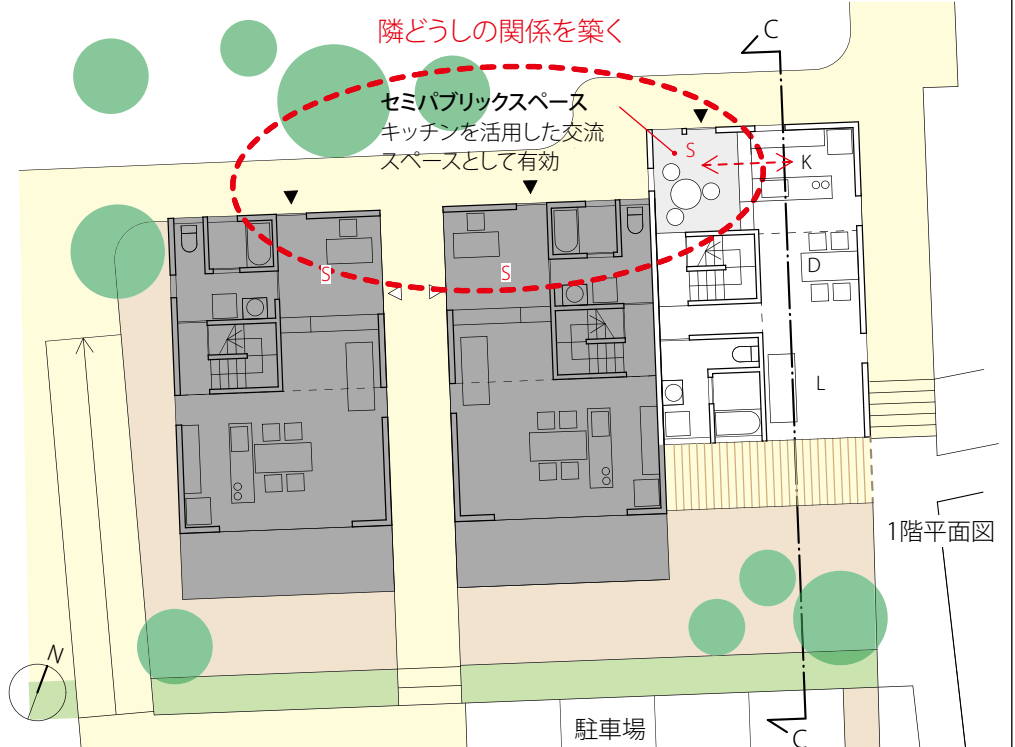 隣どうしの関係を築く
C
セミパブリックスペース
キッチンを活用した交流
スペースとして有効
S
K
S
S
D
L
1階平面図
N
駐車場
C